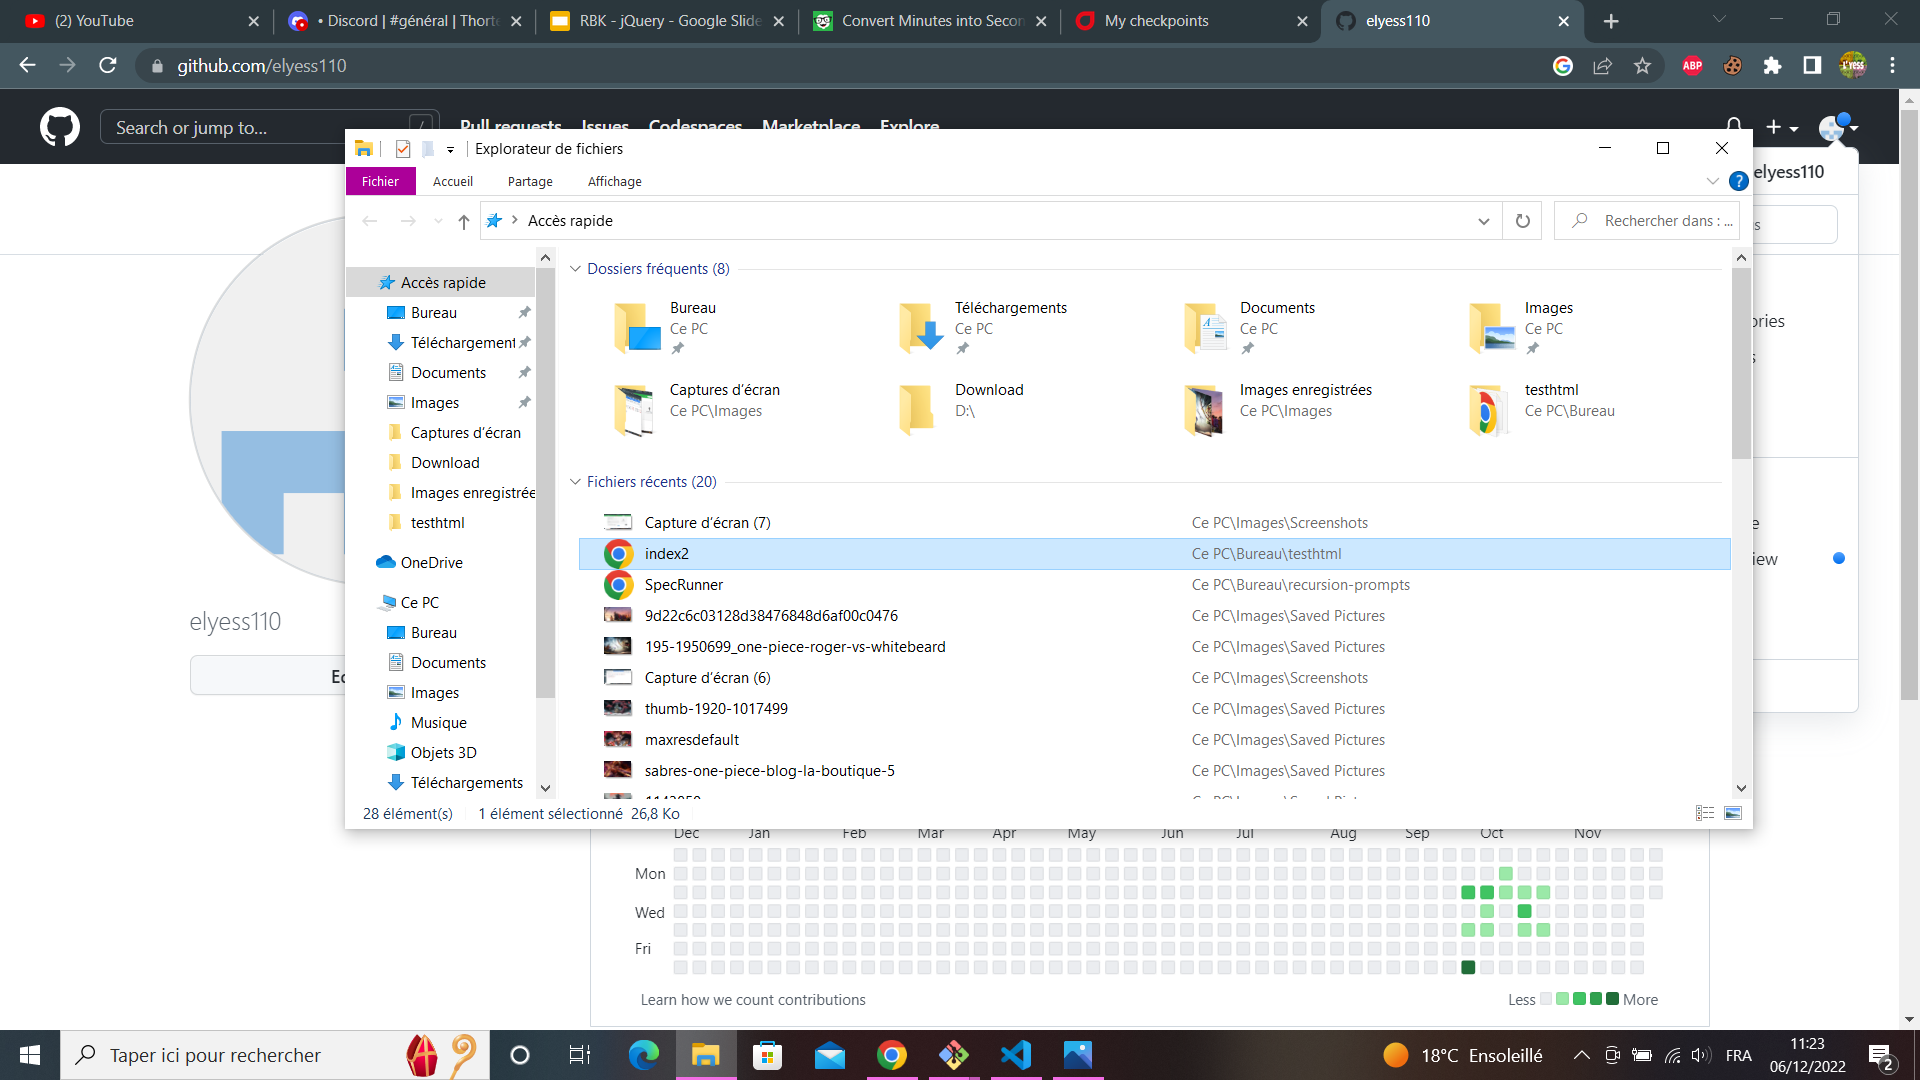 (2) YouTube
• Discord | #général | Thorte
RBK - jQuery - Google Slide
Convert Minutes into Secon
My checkpoints
elyess110
github.com/elyess110
ABP
Search or jump to...
/
Pull requests Issues Codespaces Marketplace Explore
Explorateur de fichiers
elyess110
Fichier Accueil Partage Affichage
?
Accès rapide
Rechercher dans : ...
s
Accès rapide
Bureau
Téléchargement
Documents
Images
Captures d'écran
Download
Images enregistrée
testhtml
OneDrive
Ce PC
Bureau
Documents
Images
Musique
Objets 3D
Téléchargements
Dossiers fréquents (8)
Bureau
Ce PC
Téléchargements
Ce PC
Documents
Ce PC
Images
Ce PC
Captures d'écran
Ce PC\Images
Download
D:\
Images enregistrées
Ce PC\Images
testhtml
Ce PC\Bureau
Fichiers récents (20)
Capture d'écran (7) Ce PC\Images\Screenshots
index2 Ce PC\Bureau\testhtml
SpecRunner Ce PC\Bureau\recursion-prompts
9d22c6c03128d38476848d6af00c0476 Ce PC\Images\Saved Pictures
195-1950699_one-piece-roger-vs-whitebeard Ce PC\Images\Saved Pictures
Capture d'écran (6) Ce PC\Images\Screenshots
thumb-1920-1017499 Ce PC\Images\Saved Pictures
maxresdefault Ce PC\Images\Saved Pictures
sabres-one-piece-blog-la-boutique-5 Ce PC\Images\Saved Pictures
28 élément(s) 1 élément sélectionné 26,8 Ko
ories
s
e
iew
elyess110
Ed
Dec Jan Feb Mar Apr May Jun Jul Aug Sep Oct Nov
Mon
Wed
Fri
Learn how we count contributions
Less More
Taper ici pour rechercher
18°C Ensoleillé
FRA
11:23
06/12/2022
2